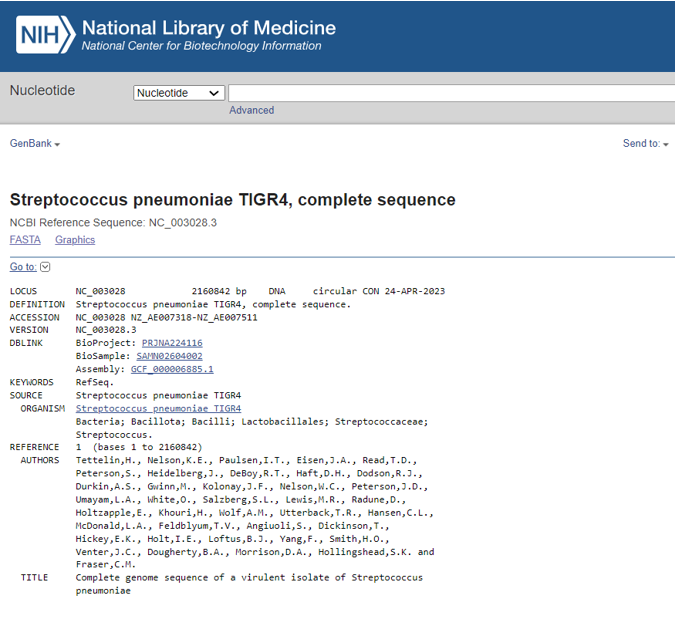 NIH National Library of Medicine
National Center for Biotechnology Information
Nucleotide Nucleotide
Advanced
GenBank Send to:
Streptococcus pneumoniae TIGR4, complete sequence
NCBI Reference Sequence: NC_003028.3
FASTA Graphics
Go to:
LOCUS NC_003028 2160842 bp DNA circular CON 24-APR-2023
DEFINITION Streptococcus pneumoniae TIGR4, complete sequence.
ACCESSION NC_003028 NZ_AE007318-NZ_AE007511
VERSION NC_003028.3
DBLINK BioProject: PRJNA224116
BioSample: SAMN02604002
Assembly: GCF_000006885.1
KEYWORDS RefSeq.
SOURCE Streptococcus pneumoniae TIGR4
ORGANISM Streptococcus pneumoniae TIGR4
Bacteria; Bacillota; Bacilli; Lactobacillales; Streptococcaceae;
Streptococcus.
REFERENCE 1 (bases 1 to 2160842)
AUTHORS Tettelin,H., Nelson,K.E., Paulsen,I.T., Eisen,J.A., Read,T.D.,
Peterson,S., Heidelberg,J., DeBoy,R.T., Haft,D.H., Dodson,R.J.,
Durkin,A.S., Gwinn,M., Kolonay,J.F., Nelson,W.C., Peterson,J.D.,
Umayam,L.A., White,O., Salzberg,S.L., Lewis,M.R., Radune,D.,
Holtzapple,E., Khouri,H., Wolf,A.M., Utterback,T.R., Hansen,C.L.,
McDonald,L.A., Feldblyum,T.V., Angiuoli,S., Dickinson,T.,
Hickey,E.K., Holt,I.E., Loftus,B.J., Yang,F., Smith,H.O.,
Venter,J.C., Dougherty,B.A., Morrison,D.A., Hollingshead,S.K. and
Fraser,C.M.
TITLE Complete genome sequence of a virulent isolate of Streptococcus
pneumoniae